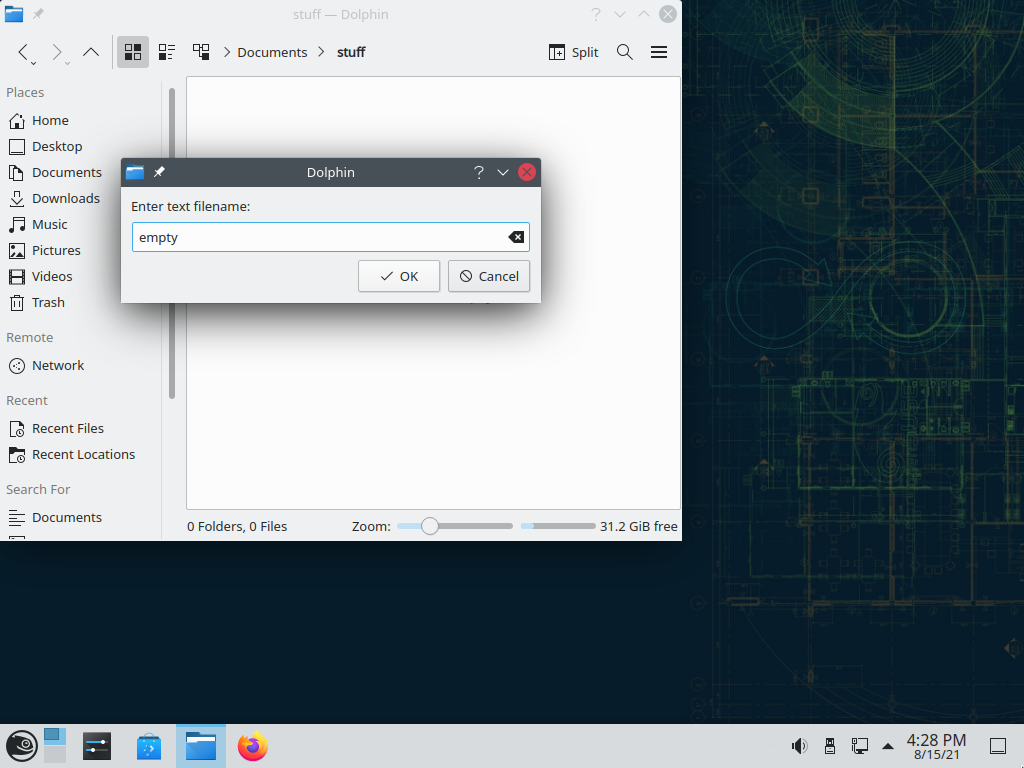 stuff — Dolphin
Documents
stuff
Split
Places
Home
Desktop
Documents
Downloads
Music
Pictures
Videos
Trash
Remote
Network
Recent
Recent Files
Recent Locations
Search For
Documents
Dolphin
Enter text filename:
empty
OK
Cancel
0 Folders, 0 Files
Zoom:
31.2 GiB free
4:28 PM
8/15/21